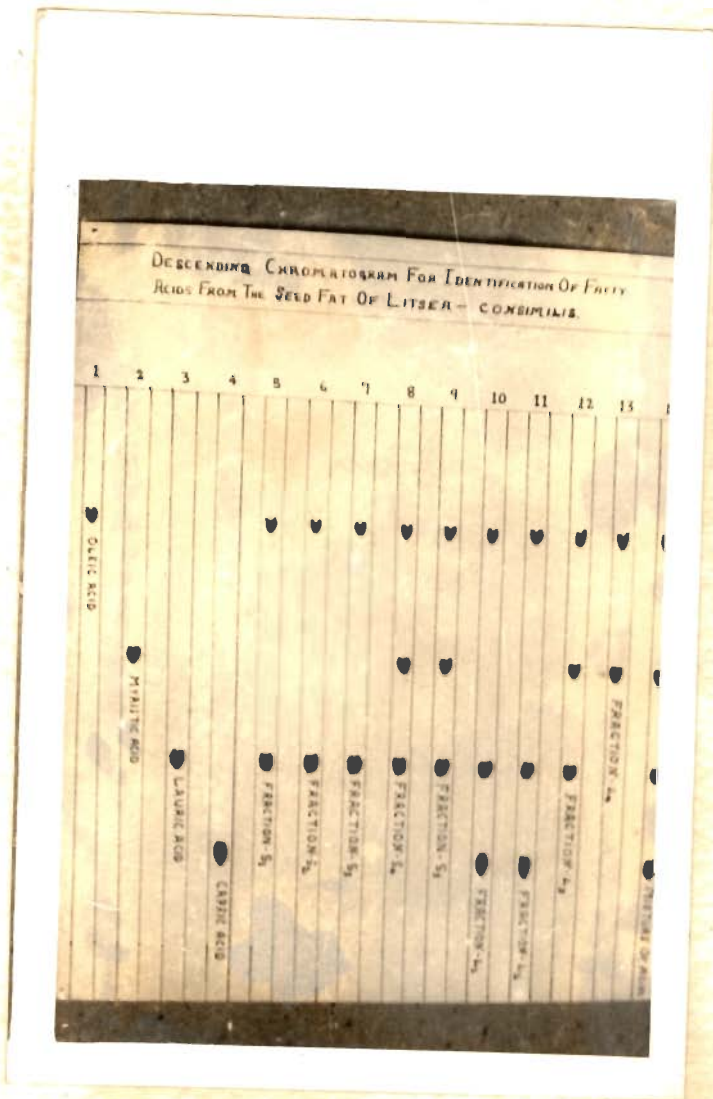 DESCENDING CHROMATOGRAM FOR IDENTIFICATION OF FATTY
ACIDS FROM THE SEED FAT OF LITSEA - CONSIMILIS.
1 2 3 4 5 6 7 8 9 10 11 12 13
OLEIC ACID
MYRISTIC ACID
LAURIC ACID
CAPRIC ACID
FRACTION-S₁
FRACTION-S₂
FRACTION-S₃
FRACTION-S₄
FRACTION-S₅
FRACTION-L₁
FRACTION-L₂
FRACTION-L₃
FRACTION-L₄
MIXTURE OF